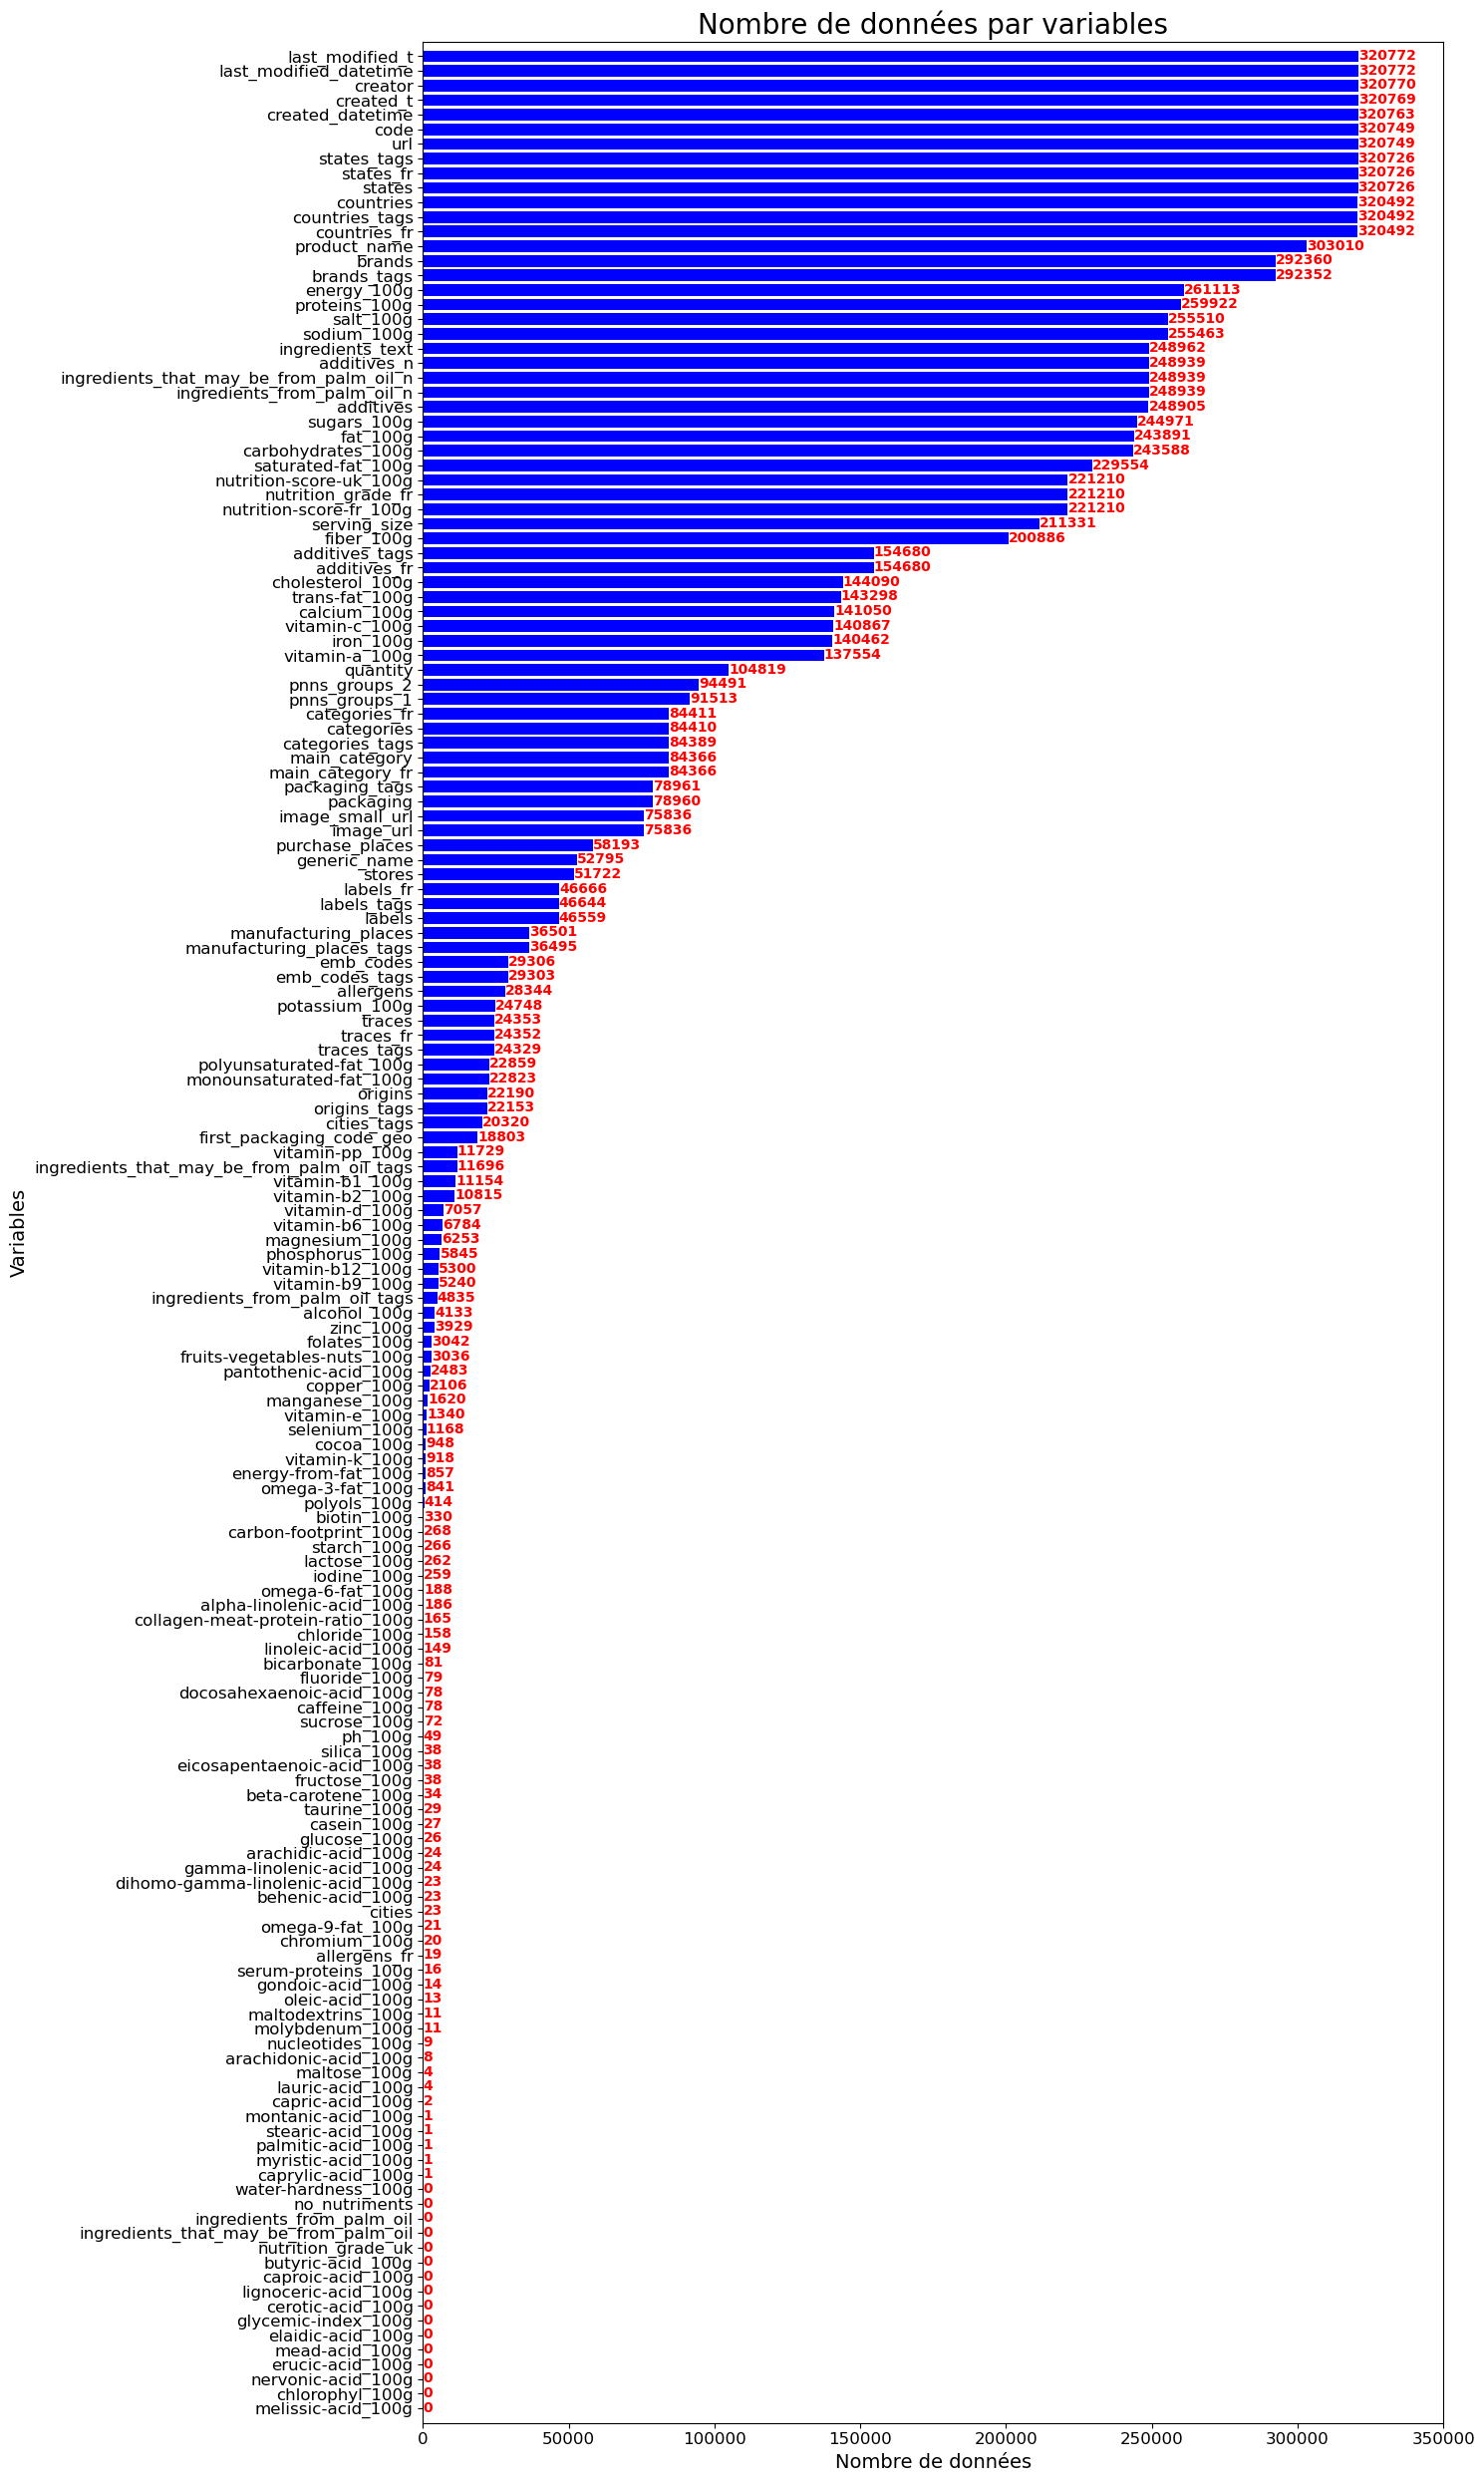 Nombre de données par variables
last_modified_t 320772
last_modified_datetime 320772
creator 320770
created_t 320769
created_datetime 320763
code 320749
url 320749
states_tags 320726
states_fr 320726
states 320726
countries 320492
countries_tags 320492
countries_fr 320492
product_name 303010
brands 292360
brands_tags 292352
energy_100g 261113
proteins_100g 259922
salt_100g 255510
sodium_100g 255463
ingredients_text 248962
additives_n 248939
ingredients_that_may_be_from_palm_oil_n 248939
ingredients_from_palm_oil_n 248939
additives 248905
sugars_100g 244971
fat_100g 243891
carbohydrates_100g 243588
saturated-fat_100g 229554
nutrition-score-uk_100g 221210
nutrition_grade_fr 221210
nutrition-score-fr_100g 221210
serving_size 211331
fiber_100g 200886
additives_tags 154680
additives_fr 154680
cholesterol_100g 144090
trans-fat_100g 143298
calcium_100g 141050
vitamin-c_100g 140867
iron_100g 140462
vitamin-a_100g 137554
quantity 104819
pnns_groups_2 94491
pnns_groups_1 91513
categories_fr 84411
categories 84410
categories_tags 84389
main_category 84366
main_category_fr 84366
packaging_tags 78961
packaging 78960
image_small_url 75836
image_url 75836
purchase_places 58193
generic_name 52795
stores 51722
labels_fr 46666
labels_tags 46644
labels 46559
manufacturing_places 36501
manufacturing_places_tags 36495
emb_codes 29306
emb_codes_tags 29303
allergens 28344
potassium_100g 24748
traces 24353
traces_fr 24352
traces_tags 24329
polyunsaturated-fat_100g 22859
monounsaturated-fat_100g 22823
origins 22190
origins_tags 22153
cities_tags 20320
first_packaging_code_geo 18803
vitamin-pp_100g 11729
ingredients_that_may_be_from_palm_oil_tags 11696
vitamin-b1_100g 11154
vitamin-b2_100g 10815
vitamin-d_100g 7057
vitamin-b6_100g 6784
magnesium_100g 6253
phosphorus_100g 5845
vitamin-b12_100g 5300
vitamin-b9_100g 5240
ingredients_from_palm_oil_tags 4835
alcohol_100g 4133
zinc_100g 3929
folates_100g 3042
fruits-vegetables-nuts_100g 3036
pantothenic-acid_100g 2483
copper_100g 2106
manganese_100g 1620
vitamin-e_100g 1340
selenium_100g 1168
cocoa_100g 948
vitamin-k_100g 918
energy-from-fat_100g 857
omega-3-fat_100g 841
polyols_100g 414
biotin_100g 330
carbon-footprint_100g 268
starch_100g 266
lactose_100g 262
iodine_100g 259
omega-6-fat_100g 188
alpha-linolenic-acid_100g 186
collagen-meat-protein-ratio_100g 165
chloride_100g 158
linoleic-acid_100g 149
bicarbonate_100g 81
fluoride_100g 79
docosahexaenoic-acid_100g 78
caffeine_100g 78
sucrose_100g 72
ph_100g 49
silica_100g 38
eicosapentaenoic-acid_100g 38
fructose_100g 38
beta-carotene_100g 34
taurine_100g 29
casein_100g 27
glucose_100g 26
arachidic-acid_100g 24
gamma-linolenic-acid_100g 24
dihomo-gamma-linolenic-acid_100g 23
behenic-acid_100g 23
cities 23
omega-9-fat_100g 21
chromium_100g 20
allergens_fr 19
serum-proteins_100g 16
gondoic-acid_100g 14
oleic-acid_100g 13
maltodextrins_100g 11
molybdenum_100g 11
nucleotides_100g 9
arachidonic-acid_100g 8
maltose_100g 4
lauric-acid_100g 4
capric-acid_100g 2
montanic-acid_100g 1
stearic-acid_100g 1
palmitic-acid_100g 1
myristic-acid_100g 1
caprylic-acid_100g 1
water-hardness_100g 0
no_nutriments 0
ingredients_from_palm_oil 0
ingredients_that_may_be_from_palm_oil 0
nutrition_grade_uk 0
butyric-acid_100g 0
caproic-acid_100g 0
lignoceric-acid_100g 0
cerotic-acid_100g 0
glycemic-index_100g 0
elaidic-acid_100g 0
mead-acid_100g 0
erucic-acid_100g 0
nervonic-acid_100g 0
chlorophyl_100g 0
melissic-acid_100g 0
Variables
0 50000 100000 150000 200000 250000 300000 350000
Nombre de données